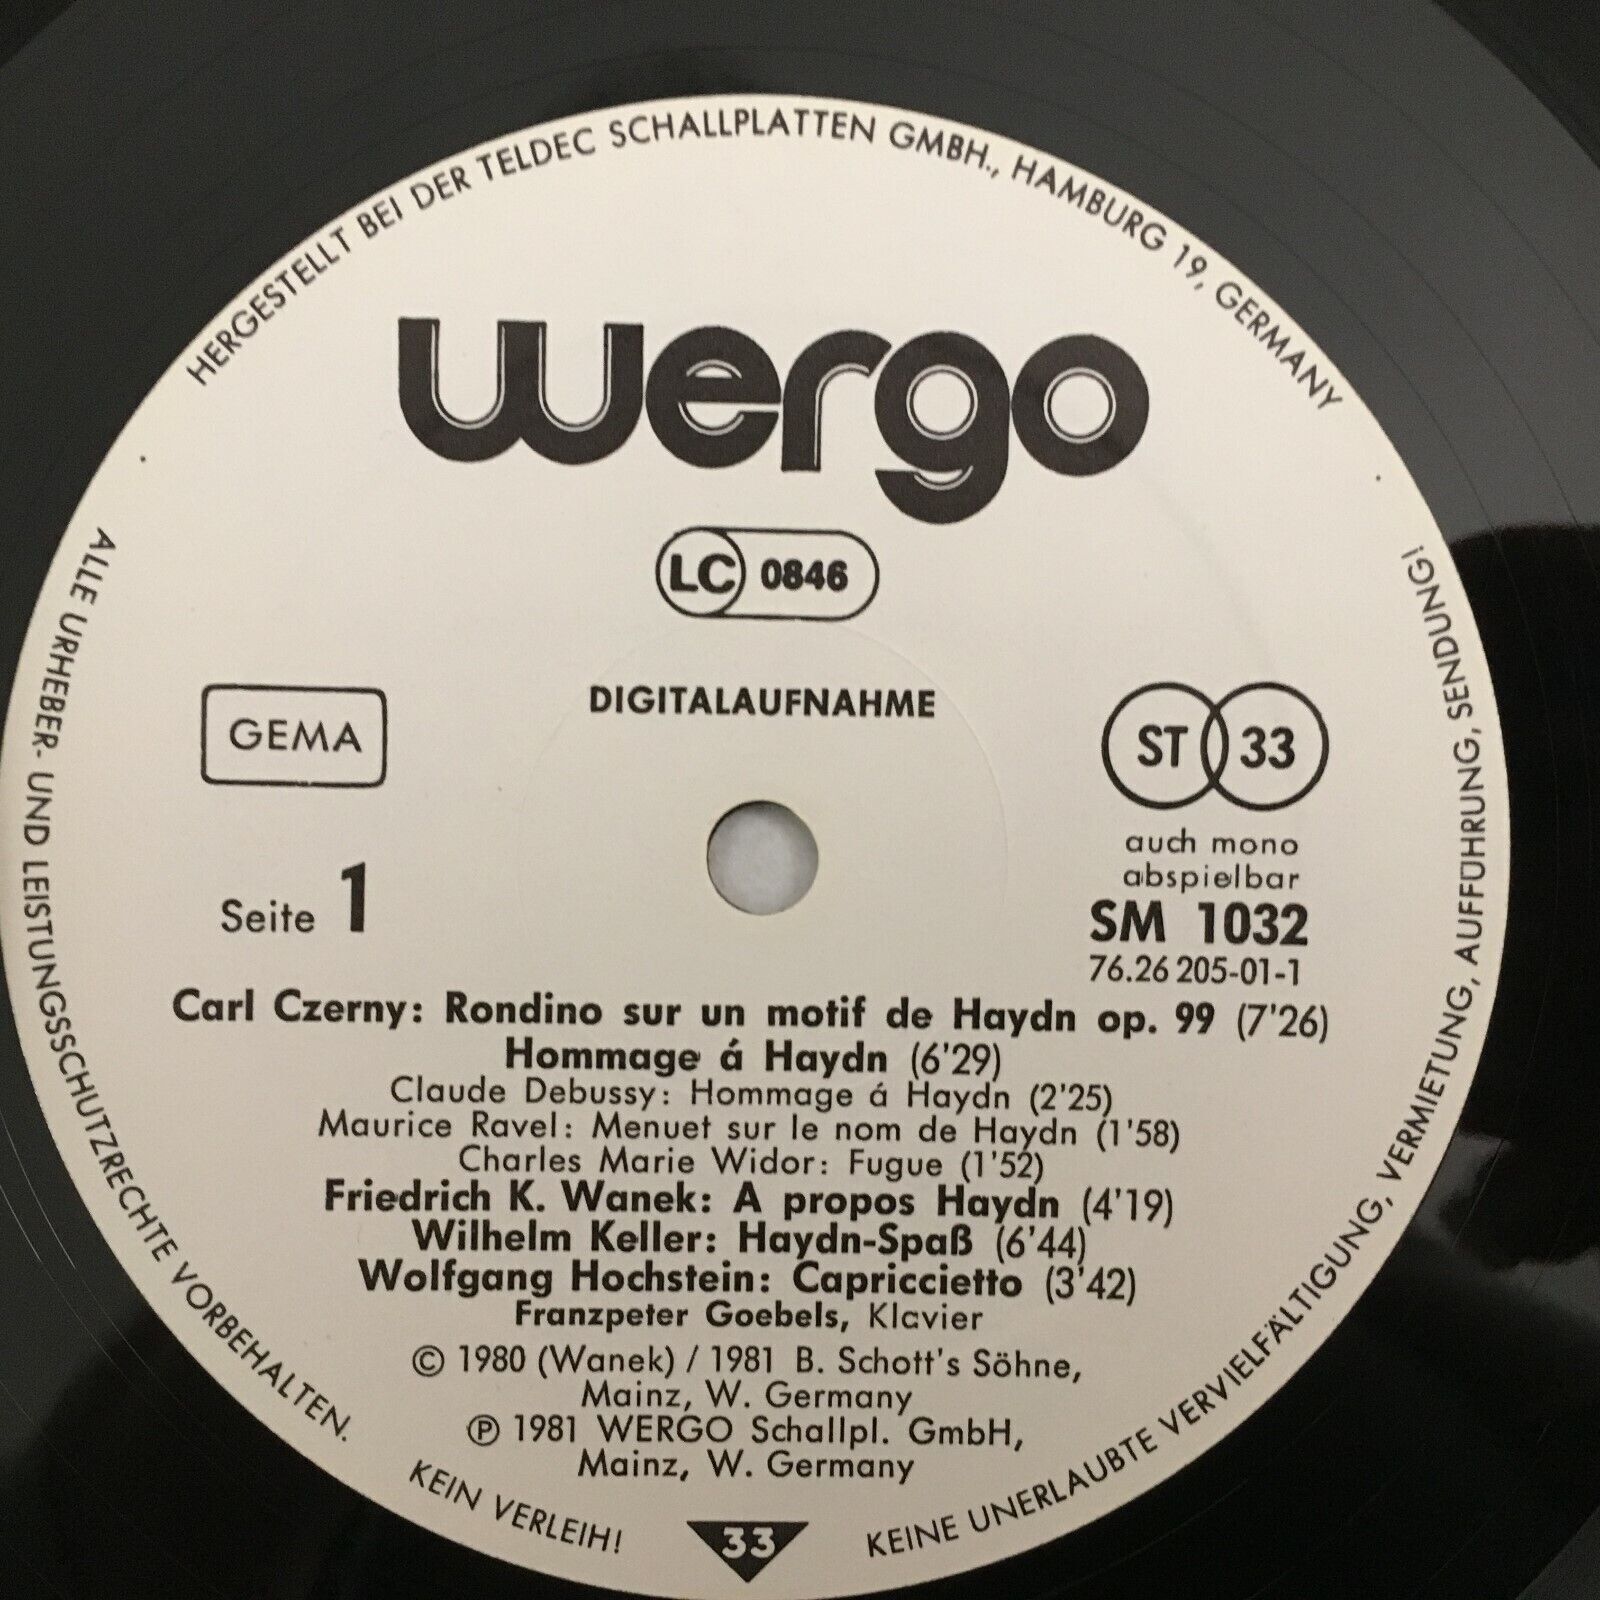 HERGESTELLT BEI DER TELDEC SCHALLPLATTEN GMBH., HAMBURG 19, GERMANY
wergo
LC 0846
DIGITALAUFNAHME
GEMA
ST 33
auch mono
abspielbar
Seite 1
SM 1032
76.26 205-01-1
Carl Czerny: Rondino sur un motif de Haydn op. 99 (7'26)
Hommage á Haydn (6'29)
Claude Debussy: Hommage á Haydn (2'25)
Maurice Ravel: Menuet sur le nom de Haydn (1'58)
Charles Marie Widor: Fugue (1'52)
Friedrich K. Wanek: A propos Haydn (4'19)
Wilhelm Keller: Haydn-Spaß (6'44)
Wolfgang Hochstein: Capriccietto (3'42)
Franzpeter Goebels, Klavier
© 1980 (Wanek) / 1981 B. Schott's Söhne,
Mainz, W. Germany
℗ 1981 WERGO Schallpl. GmbH,
Mainz, W. Germany
33
ALLE URHEBER- UND LEISTUNGSSCHUTZRECHTE VORBEHALTEN.
KEIN VERLEIH!
KEINE UNERLAUBTE VERVIELFÄLTIGUNG, VERMIETUNG, AUFFÜHRUNG, SENDUNG!